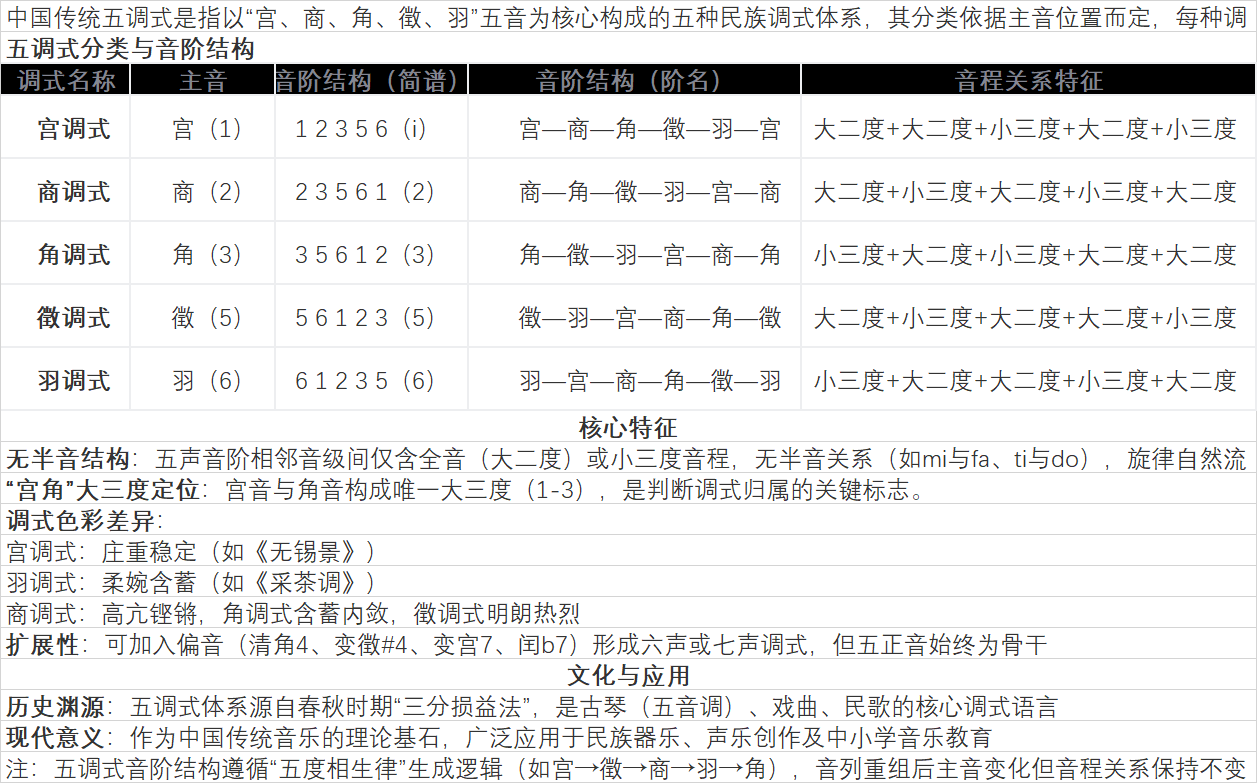 中国传统五调式是指以“宫、商、角、徵、羽”五音为核心构成的五种民族调式体系，其分类依据主音位置而定，每种调
五调式分类与音阶结构
调式名称 主音 音阶结构（简谱） 音阶结构（阶名） 音程关系特征
宫调式 宫（1） 1 2 3 5 6（i） 宫—商—角—徵—羽—宫 大二度+大二度+小三度+大二度+小三度
商调式 商（2） 2 3 5 6 1（2） 商—角—徵—羽—宫—商 大二度+小三度+大二度+小三度+大二度
角调式 角（3） 3 5 6 1 2（3） 角—徵—羽—宫—商—角 小三度+大二度+小三度+大二度+大二度
徵调式 徵（5） 5 6 1 2 3（5） 徵—羽—宫—商—角—徵 大二度+小三度+大二度+大二度+小三度
羽调式 羽（6） 6 1 2 3 5（6） 羽—宫—商—角—徵—羽 小三度+大二度+大二度+小三度+大二度
核心特征
无半音结构：五声音阶相邻音级间仅含全音（大二度）或小三度音程，无半音关系（如mi与fa、ti与do），旋律自然流
“宫角”大三度定位：宫音与角音构成唯一大三度（1-3），是判断调式归属的关键标志。
调式色彩差异：
宫调式：庄重稳定（如《无锡景》）
羽调式：柔婉含蓄（如《采茶调》）
商调式：高亢铿锵，角调式含蓄内敛，徵调式明朗热烈
扩展性：可加入偏音（清角4、变徵#4、变宫7、闰b7）形成六声或七声调式，但五正音始终为骨干
文化与应用
历史渊源：五调式体系源自春秋时期“三分损益法”，是古琴（五音调）、戏曲、民歌的核心调式语言
现代意义：作为中国传统音乐的理论基石，广泛应用于民族器乐、声乐创作及中小学音乐教育
注：五调式音阶结构遵循“五度相生律”生成逻辑（如宫→徵→商→羽→角），音列重组后主音变化但音程关系保持不变